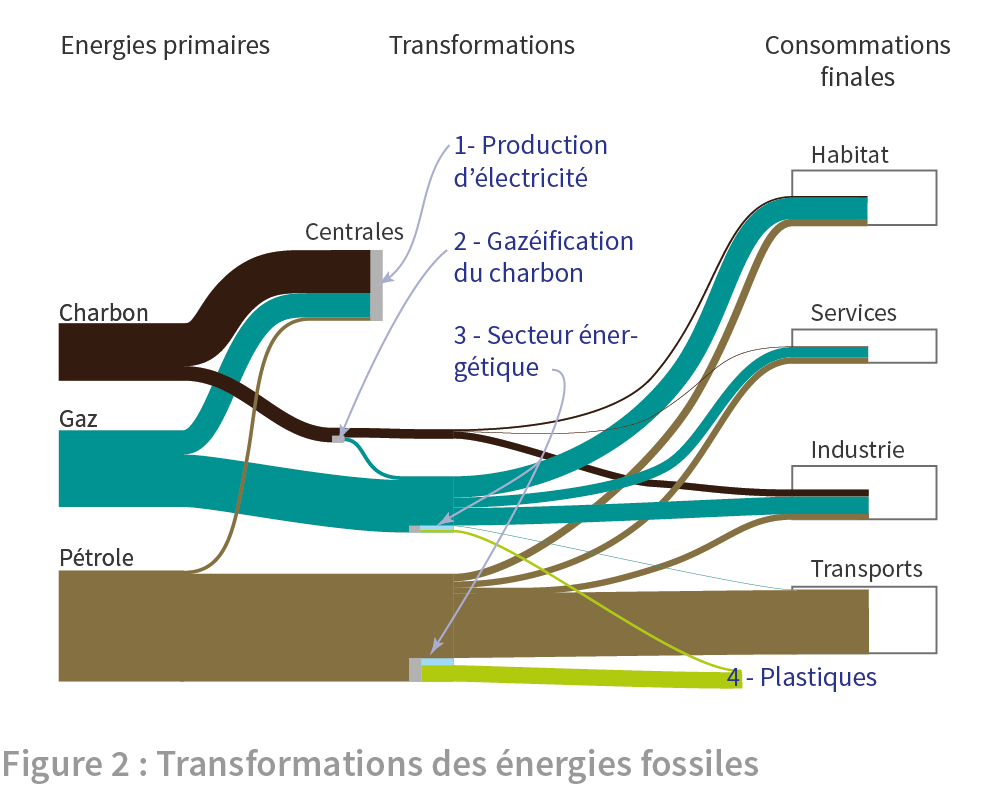 Energies primaires
Transformations
Consommations
finales
1- Production
d’électricité
Habitat
Centrales
2 - Gazéification
du charbon
Charbon
Services
3 - Secteur éner-
gétique
Gaz
Industrie
Pétrole
Transports
4 - Plastiques
Figure 2 : Transformations des énergies fossiles